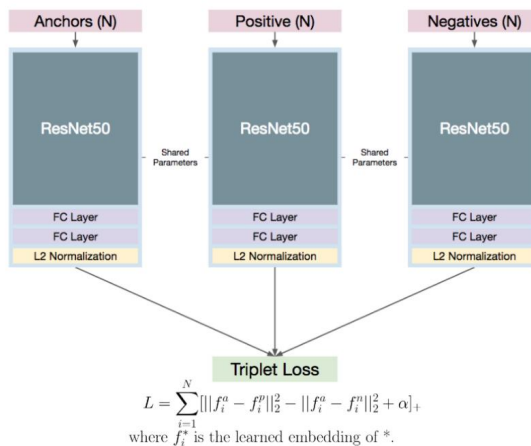 Anchors (N)
Positive (N)
Negatives (N)
ResNet50
ResNet50
ResNet50
Shared
Parameters
Shared
Parameters
FC Layer
FC Layer
FC Layer
FC Layer
FC Layer
FC Layer
L2 Normalization
L2 Normalization
L2 Normalization
Triplet Loss
$L = \sum_{i=1}^{N} [||f_i^a - f_i^p||_2^2 - ||f_i^a - f_i^n||_2^2 + \alpha]_+$
where $f_i^*$ is the learned embedding of *.